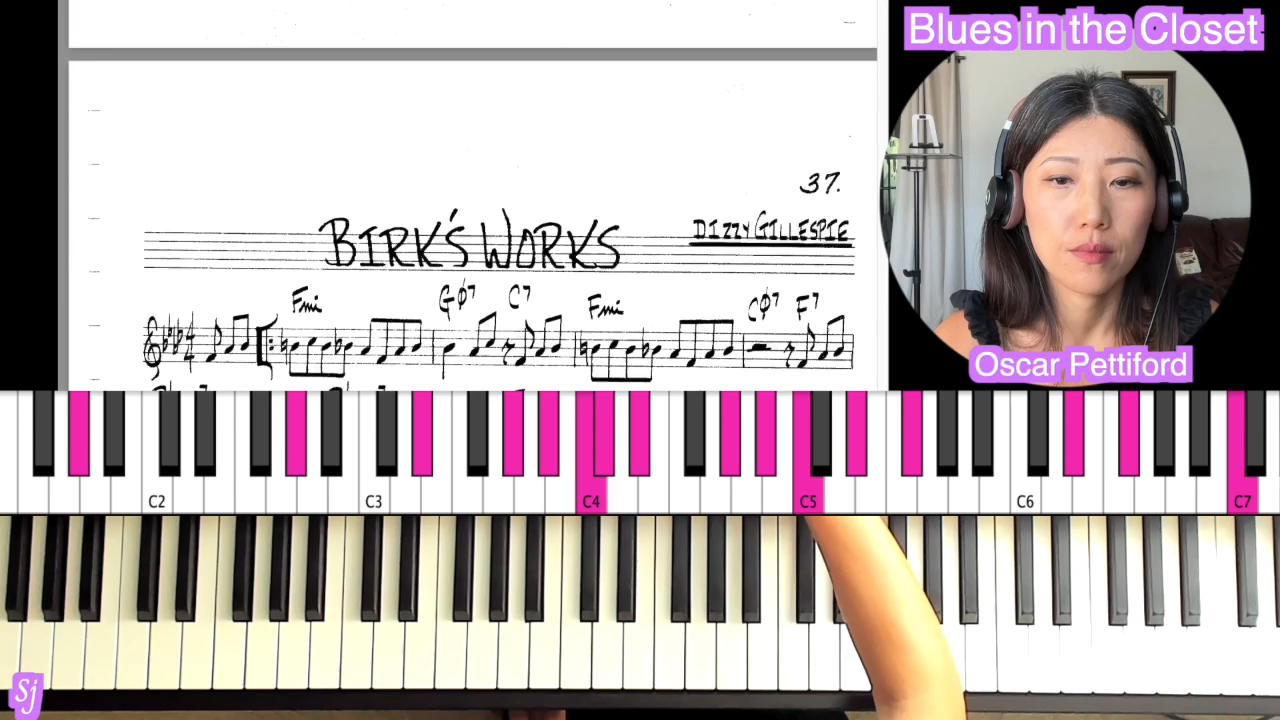 Blues in the Closet
37.
BIRK'S WORKS
DIZZY GILLESPIE
Fmi Gø7 C7 Fmi Cø7 F7
Oscar Pettiford
C2 C3 C4 C5 C6 C7
Sj